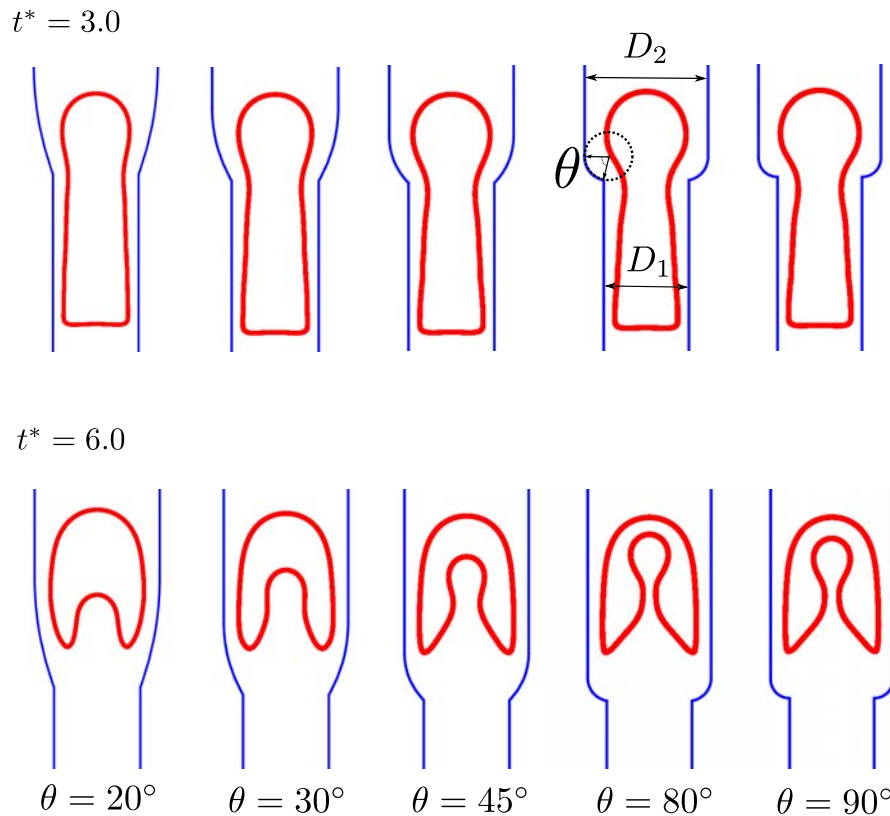 t* = 3.0
D₂
θ
D₁
t* = 6.0
θ = 20°
θ = 30°
θ = 45°
θ = 80°
θ = 90°